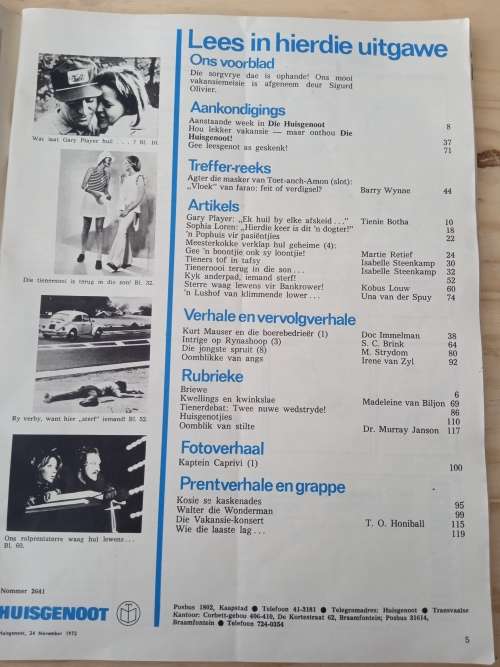 Lees in hierdie uitgawe
Ons voorblad
Die sorgvrye dae is ophande! Ons mooi
vakansiemeisie is afgeneem deur Sigurd
Olivier.
Aankondigings
Aanstaande week in Die Huisgenoot 8
Hou lekker vakansie — maar onthou Die
Huisgenoot! 37
Gee leesgenot as geskenk! 71
Treffer-reeks
Agter die masker van Toet-anch-Amon (slot):
„Vloek” van farao: feit of verdigsel? Barry Wynne 44
Artikels
Gary Player: „Ek huil by elke afskeid...” Tienie Botha 10
Sophia Loren: „Hierdie keer is dit 'n dogter!” 18
'n Pophuis vir pasiëntjies 22
Meesterkokke verklap hul geheime (4):
Gee 'n boontjie ook sy loontjie! Martie Retief 24
Tieners tof in tafsy Isabelle Steenkamp 30
Tienernooi terug in die son... Isabelle Steenkamp 32
Kyk anderpad, iemand sterf! 52
Sterre waag lewens vir Bankrower! Kobus Louw 60
'n Lushof van klimmende lower... Una van der Spuy 74
Verhale en vervolgverhale
Kurt Mauser en die boerebedrieër (1) Doc Immelman 38
Intrige op Rynashoop (3) S. C. Brink 64
Die jongste spruit (8) M. Strydom 80
Oomblikke van angs Irene van Zyl 92
Rubrieke
Briewe 6
Kwellings en kwinkslae Madeleine van Biljon 69
Tienerdebat: Twee nuwe wedstryde! 86
Huisgenotjies 110
Oomblik van stilte Dr. Murray Janson 117
Fotoverhaal
Kaptein Caprivi (1) 100
Prentverhale en grappe
Kosie se kaskenades 95
Walter die Wonderman 99
Die Vakansie-konsert T. O. Honiball 115
Wie die laaste lag... 119
Wat laat Gary Player huil . . . ? Bl. 10.
Die tienernooi is terug in die son! Bl. 32.
Ry verby, want hier „sterf” iemand! Bl. 52.
Ons rolprentsterre waag hul lewens...
Bl. 60.
Nommer 2641
HUISGENOOT
Huisgenoot, 24 November 1972
Posbus 1802, Kaapstad ● Telefoon 41-3181 ● Telegramadres: Huisgenoot ● Transvaalse
Kantoor: Corbett-gebou 406-410, De Kortestraat 62, Braamfontein; Posbus 31614,
Braamfontein ● Telefoon 724-0354
5